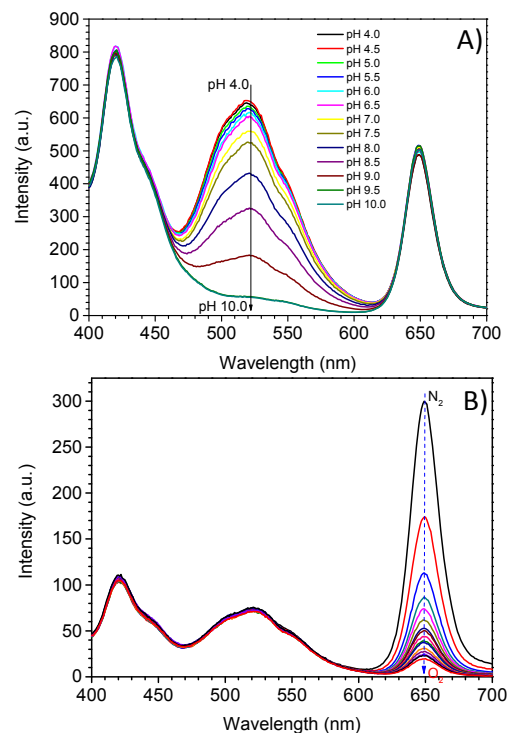 A)
900
800
700
600
500
400
300
200
100
0
Intensity (a.u.)
pH 4.0
pH 10.0
pH 4.0
pH 4.5
pH 5.0
pH 5.5
pH 6.0
pH 6.5
pH 7.0
pH 7.5
pH 8.0
pH 8.5
pH 9.0
pH 9.5
pH 10.0
400 450 500 550 600 650 700
Wavelength (nm)
B)
300
250
200
150
100
50
0
Intensity (a.u.)
N₂
O₂
400 450 500 550 600 650 700
Wavelength (nm)